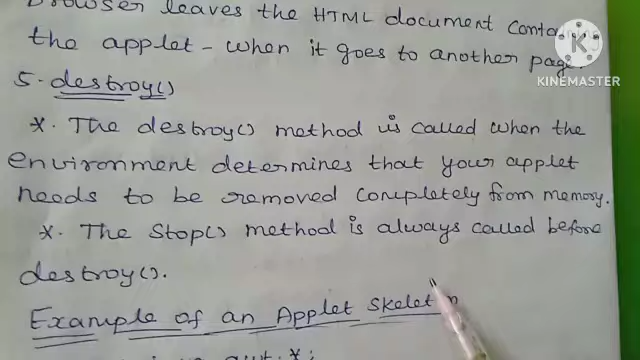 Browser leaves the HTML document
the applet - when it goes to another page
KINEMASTER
5. destroy()
*. The destroy() method is called when the
environment determines that your applet
needs to be removed completely from memory.
*. The stop() method is always called before
destroy().
Example of an Applet